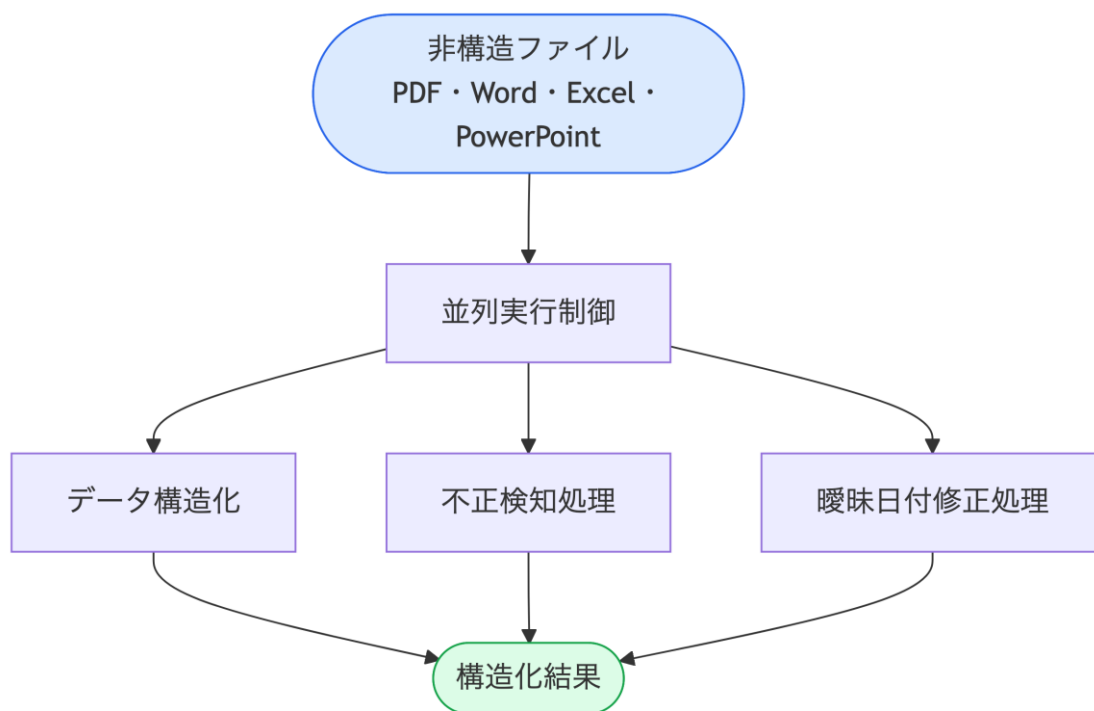 非構造ファイル
PDF・Word・Excel・
PowerPoint
並列実行制御
データ構造化
不正検知処理
曖昧日付修正処理
構造化結果